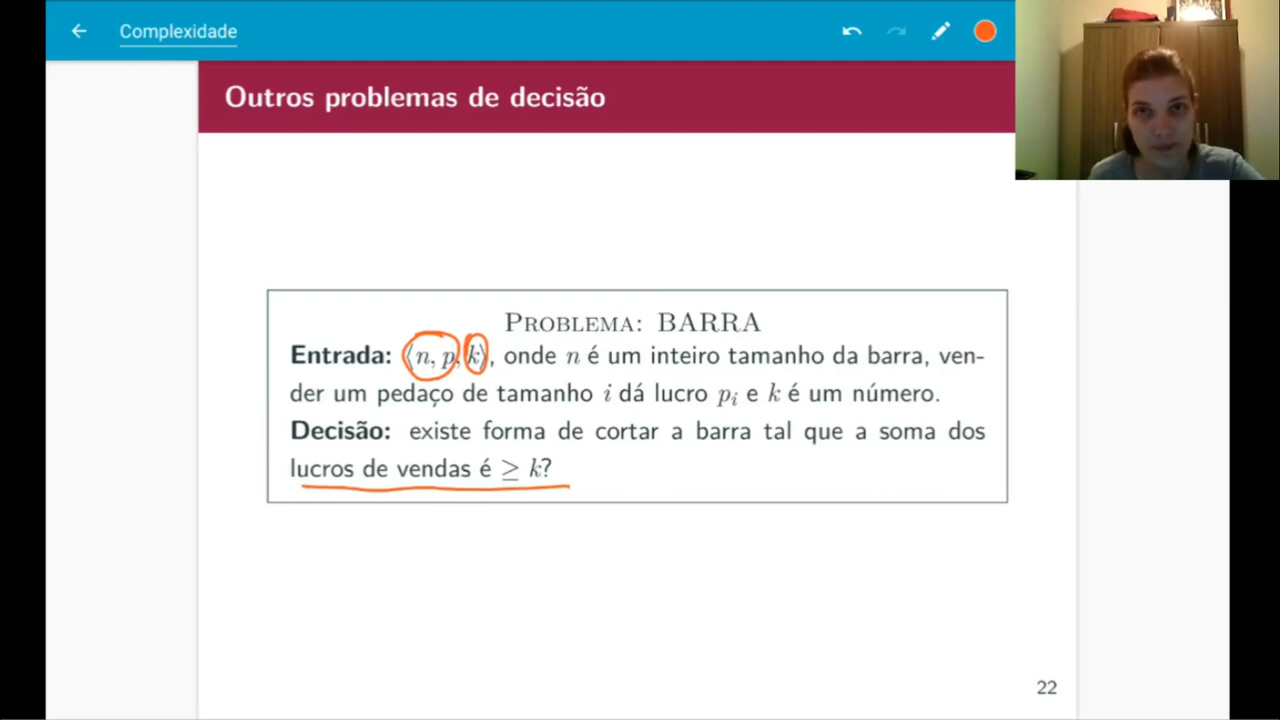 Complexidade
Outros problemas de decisão
Problema: BARRA
Entrada: ⟨n, p, k⟩, onde n é um inteiro tamanho da barra, ven-
der um pedaço de tamanho i dá lucro pᵢ e k é um número.
Decisão: existe forma de cortar a barra tal que a soma dos
lucros de vendas é ≥ k?
22